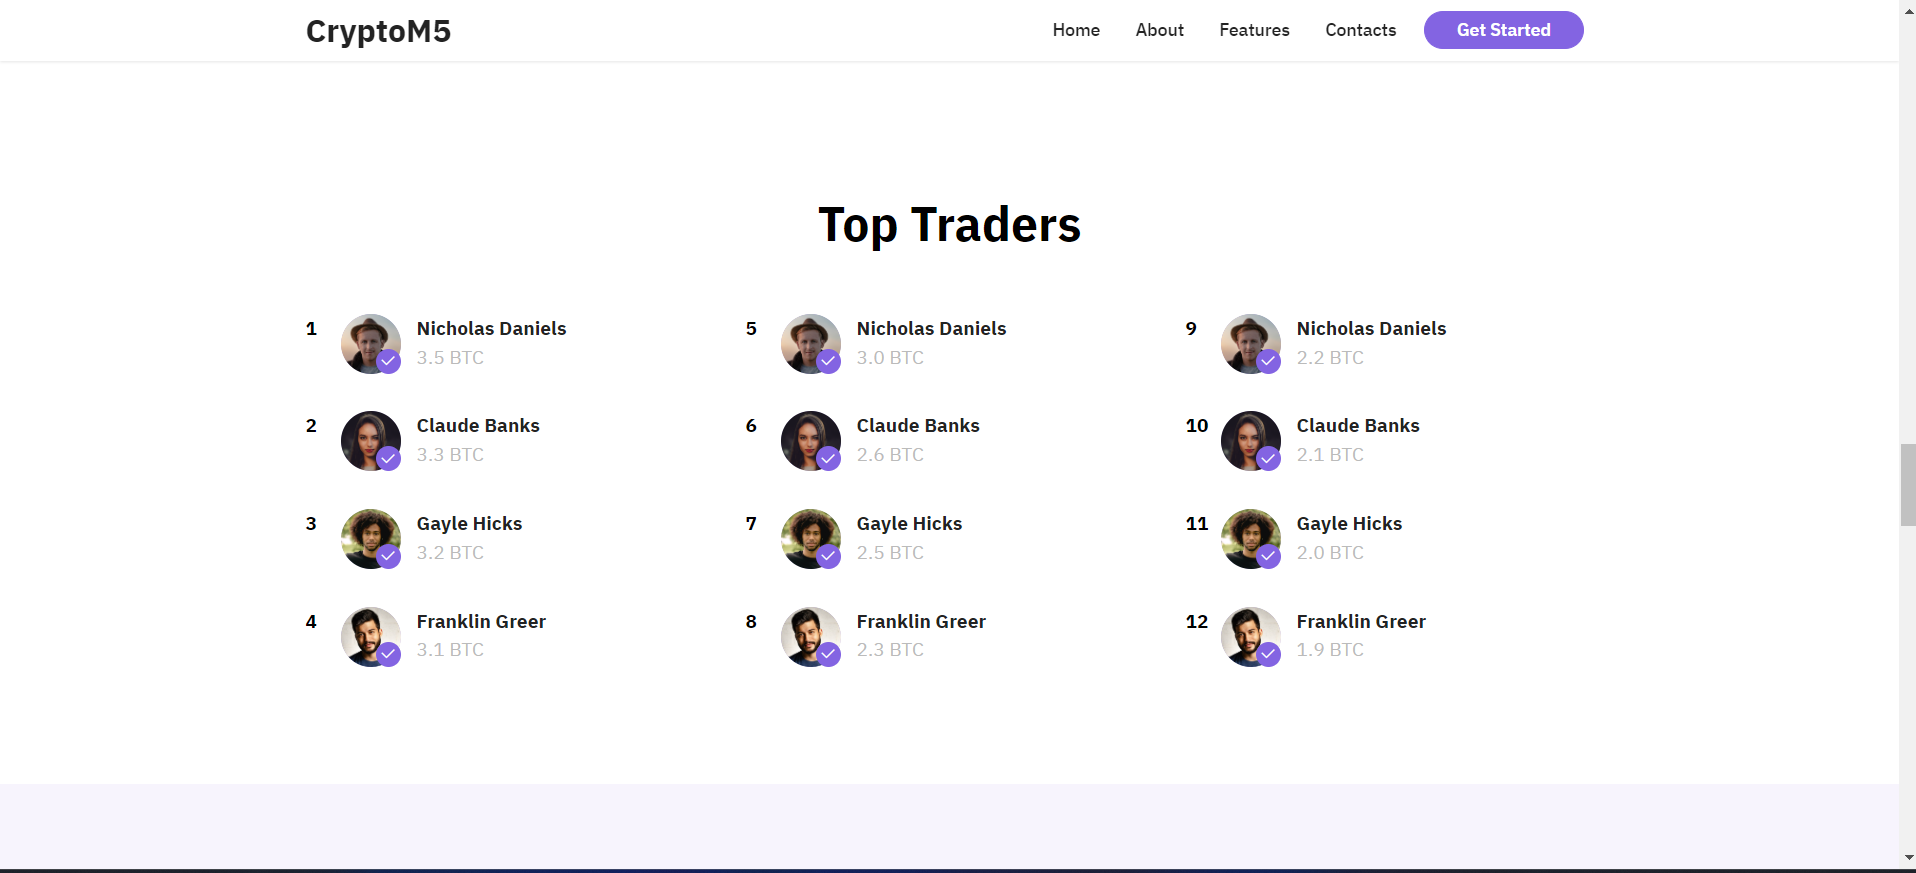 CryptoM5
Home About Features Contacts Get Started
Top Traders
1 Nicholas Daniels
3.5 BTC
2 Claude Banks
3.3 BTC
3 Gayle Hicks
3.2 BTC
4 Franklin Greer
3.1 BTC
5 Nicholas Daniels
3.0 BTC
6 Claude Banks
2.6 BTC
7 Gayle Hicks
2.5 BTC
8 Franklin Greer
2.3 BTC
9 Nicholas Daniels
2.2 BTC
10 Claude Banks
2.1 BTC
11 Gayle Hicks
2.0 BTC
12 Franklin Greer
1.9 BTC